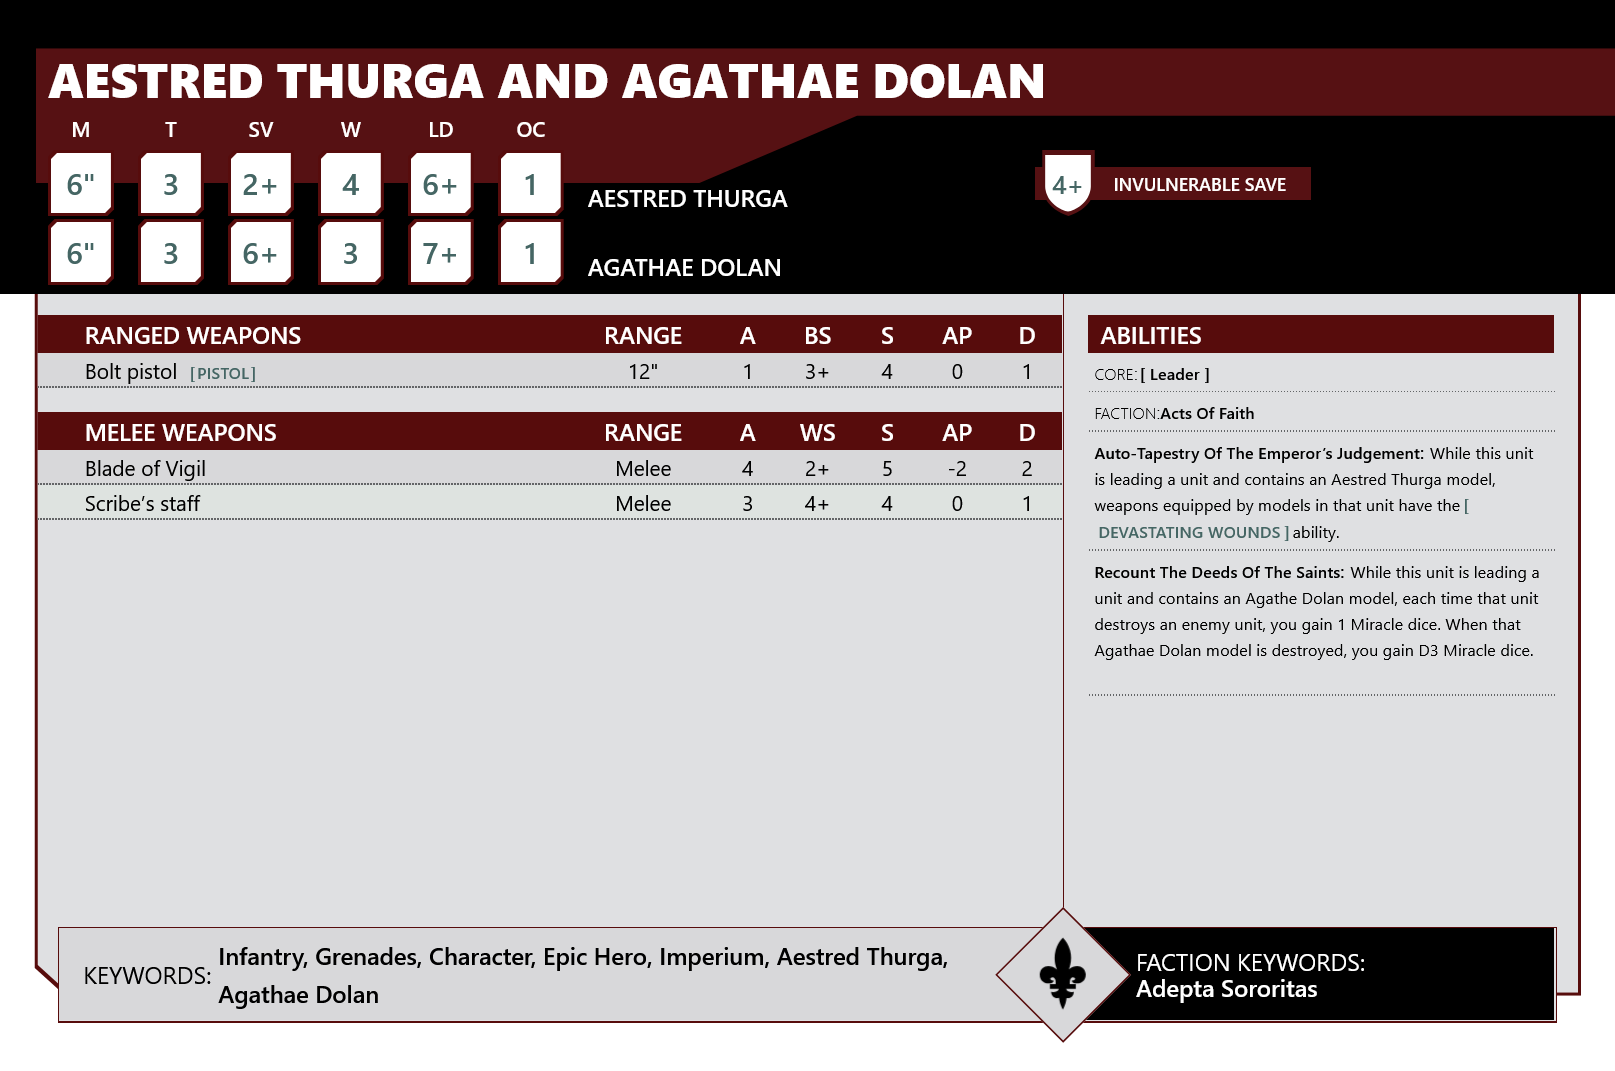 AESTRED THURGA AND AGATHAE DOLAN
M T SV W LD OC
6" 3 2+ 4 6+ 1 AESTRED THURGA
4+ INVULNERABLE SAVE
6" 3 6+ 3 7+ 1 AGATHAE DOLAN
RANGED WEAPONS RANGE A BS S AP D
Bolt pistol [PISTOL] 12" 1 3+ 4 0 1
MELEE WEAPONS RANGE A WS S AP D
Blade of Vigil Melee 4 2+ 5 -2 2
Scribe’s staff Melee 3 4+ 4 0 1
ABILITIES
CORE: [ Leader ]
FACTION: Acts Of Faith
Auto-Tapestry Of The Emperor’s Judgement: While this unit
is leading a unit and contains an Aestred Thurga model,
weapons equipped by models in that unit have the [
DEVASTATING WOUNDS ] ability.
Recount The Deeds Of The Saints: While this unit is leading a
unit and contains an Agathe Dolan model, each time that unit
destroys an enemy unit, you gain 1 Miracle dice. When that
Agathae Dolan model is destroyed, you gain D3 Miracle dice.
KEYWORDS: Infantry, Grenades, Character, Epic Hero, Imperium, Aestred Thurga,
Agathae Dolan
FACTION KEYWORDS:
Adepta Sororitas